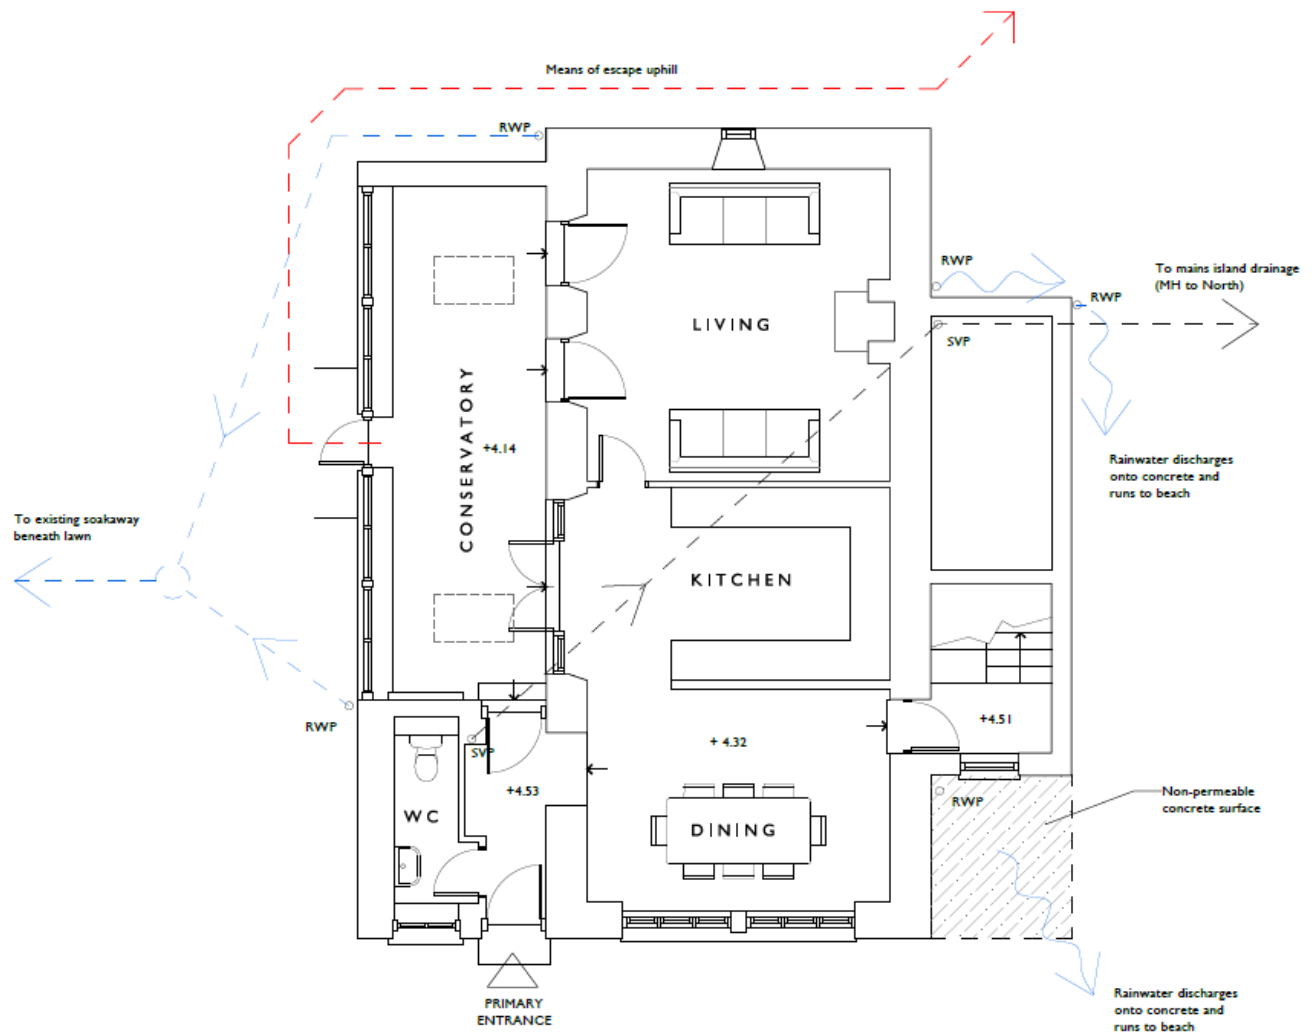 Means of escape uphill
RWP
RWP
To mains island drainage
(MH to North)
RWP
LIVING
SVP
CONSERVATORY
+4.14
Rainwater discharges
onto concrete and
runs to beach
To existing soakaway
beneath lawn
KITCHEN
RWP
+4.51
SVP
+ 4.32
+4.53
RWP
Non-permeable
concrete surface
WC
DINING
PRIMARY
ENTRANCE
Rainwater discharges
onto concrete and
runs to beach